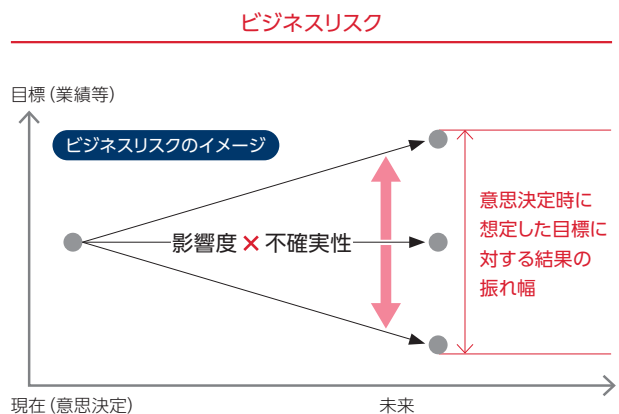 ビジネスリスク
目標（業績等）
ビジネスリスクのイメージ
影響度×不確実性
意思決定時に
想定した目標に
対する結果の
振れ幅
現在（意思決定）
未来